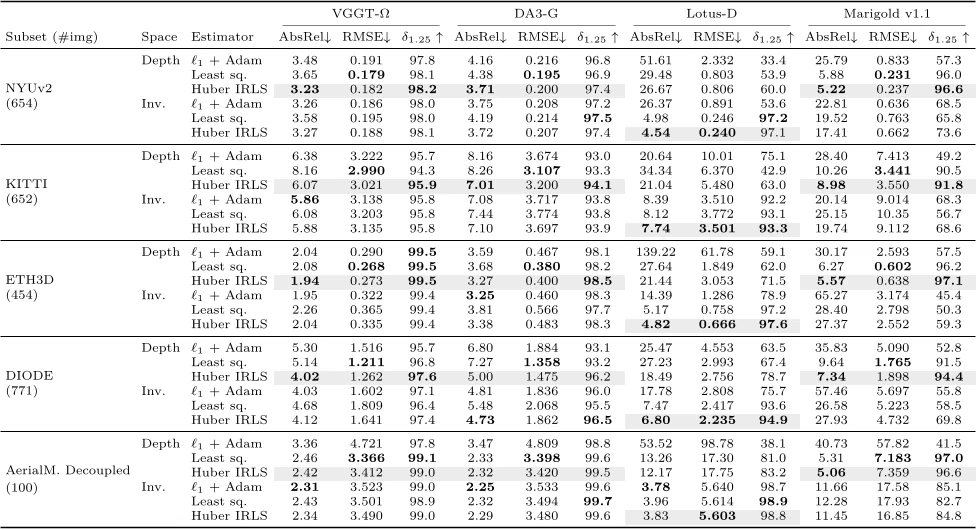 VGGT-Ω DA3-G Lotus-D Marigold v1.1
Subset (#img) Space Estimator AbsRel↓ RMSE↓ δ1.25 ↑ AbsRel↓ RMSE↓ δ1.25 ↑ AbsRel↓ RMSE↓ δ1.25 ↑ AbsRel↓ RMSE↓ δ1.25 ↑
Depth ℓ1 + Adam 3.48 0.191 97.8 4.16 0.216 96.8 51.61 2.332 33.4 25.79 0.833 57.3
Least sq. 3.65 0.179 98.1 4.38 0.195 96.9 29.48 0.803 53.9 5.88 0.231 96.0
NYUv2 Huber IRLS 3.23 0.182 98.2 3.71 0.200 97.4 26.67 0.806 60.0 5.22 0.237 96.6
(654) Inv. ℓ1 + Adam 3.26 0.186 98.0 3.75 0.208 97.2 26.37 0.891 53.6 22.81 0.636 68.5
Least sq. 3.58 0.195 98.0 4.19 0.214 97.5 4.98 0.246 97.2 19.52 0.763 65.8
Huber IRLS 3.27 0.188 98.1 3.72 0.207 97.4 4.54 0.240 97.1 17.41 0.662 73.6
Depth ℓ1 + Adam 6.38 3.222 95.7 8.16 3.674 93.0 20.64 10.01 75.1 28.40 7.413 49.2
Least sq. 8.16 2.990 94.3 8.26 3.107 93.3 34.34 6.370 42.9 10.26 3.441 90.5
KITTI Huber IRLS 6.07 3.021 95.9 7.01 3.200 94.1 21.04 5.480 63.0 8.98 3.550 91.8
(652) Inv. ℓ1 + Adam 5.86 3.138 95.8 7.08 3.717 93.8 8.39 3.510 92.2 20.14 9.014 68.3
Least sq. 6.08 3.203 95.8 7.44 3.774 93.8 8.12 3.772 93.1 25.15 10.35 56.7
Huber IRLS 5.88 3.135 95.8 7.10 3.697 93.9 7.74 3.501 93.3 19.74 9.112 68.6
Depth ℓ1 + Adam 2.04 0.290 99.5 3.59 0.467 98.1 139.22 61.78 59.1 30.17 2.593 57.5
Least sq. 2.08 0.268 99.5 3.68 0.380 98.2 27.64 1.849 62.0 6.27 0.602 96.2
ETH3D Huber IRLS 1.94 0.273 99.5 3.27 0.400 98.5 21.44 3.053 71.5 5.57 0.638 97.1
(454) Inv. ℓ1 + Adam 1.95 0.322 99.4 3.25 0.460 98.3 14.39 1.286 78.9 65.27 3.174 45.4
Least sq. 2.26 0.365 99.4 3.81 0.566 97.7 5.17 0.758 97.2 28.40 2.798 50.3
Huber IRLS 2.04 0.335 99.4 3.38 0.483 98.3 4.82 0.666 97.6 27.37 2.552 59.3
Depth ℓ1 + Adam 5.30 1.516 95.7 6.80 1.884 93.1 25.47 4.553 63.5 35.83 5.090 52.8
Least sq. 5.14 1.211 96.8 7.27 1.358 93.2 27.23 2.993 67.4 9.64 1.765 91.5
DIODE Huber IRLS 4.02 1.262 97.6 5.00 1.475 96.2 18.49 2.756 78.7 7.34 1.898 94.4
(771) Inv. ℓ1 + Adam 4.03 1.602 97.1 4.81 1.836 96.0 17.78 2.808 75.7 57.46 5.697 55.8
Least sq. 4.68 1.809 96.4 5.48 2.068 95.5 7.47 2.417 93.6 26.58 5.223 58.5
Huber IRLS 4.12 1.641 97.4 4.73 1.862 96.5 6.80 2.235 94.9 27.93 4.732 69.8
Depth ℓ1 + Adam 3.36 4.721 97.8 3.47 4.809 98.8 53.52 98.78 38.1 40.73 57.82 41.5
Least sq. 2.46 3.366 99.1 2.33 3.398 99.6 13.26 17.30 81.0 5.31 7.183 97.0
AerialM. Decoupled Huber IRLS 2.42 3.412 99.0 2.32 3.420 99.5 12.17 17.75 83.2 5.06 7.359 96.6
(100) Inv. ℓ1 + Adam 2.31 3.523 99.0 2.25 3.533 99.6 3.78 5.640 98.7 11.66 17.58 85.1
Least sq. 2.43 3.501 98.9 2.32 3.494 99.7 3.96 5.614 98.9 12.28 17.93 82.7
Huber IRLS 2.34 3.490 99.0 2.29 3.480 99.6 3.83 5.603 98.8 11.45 16.85 84.8